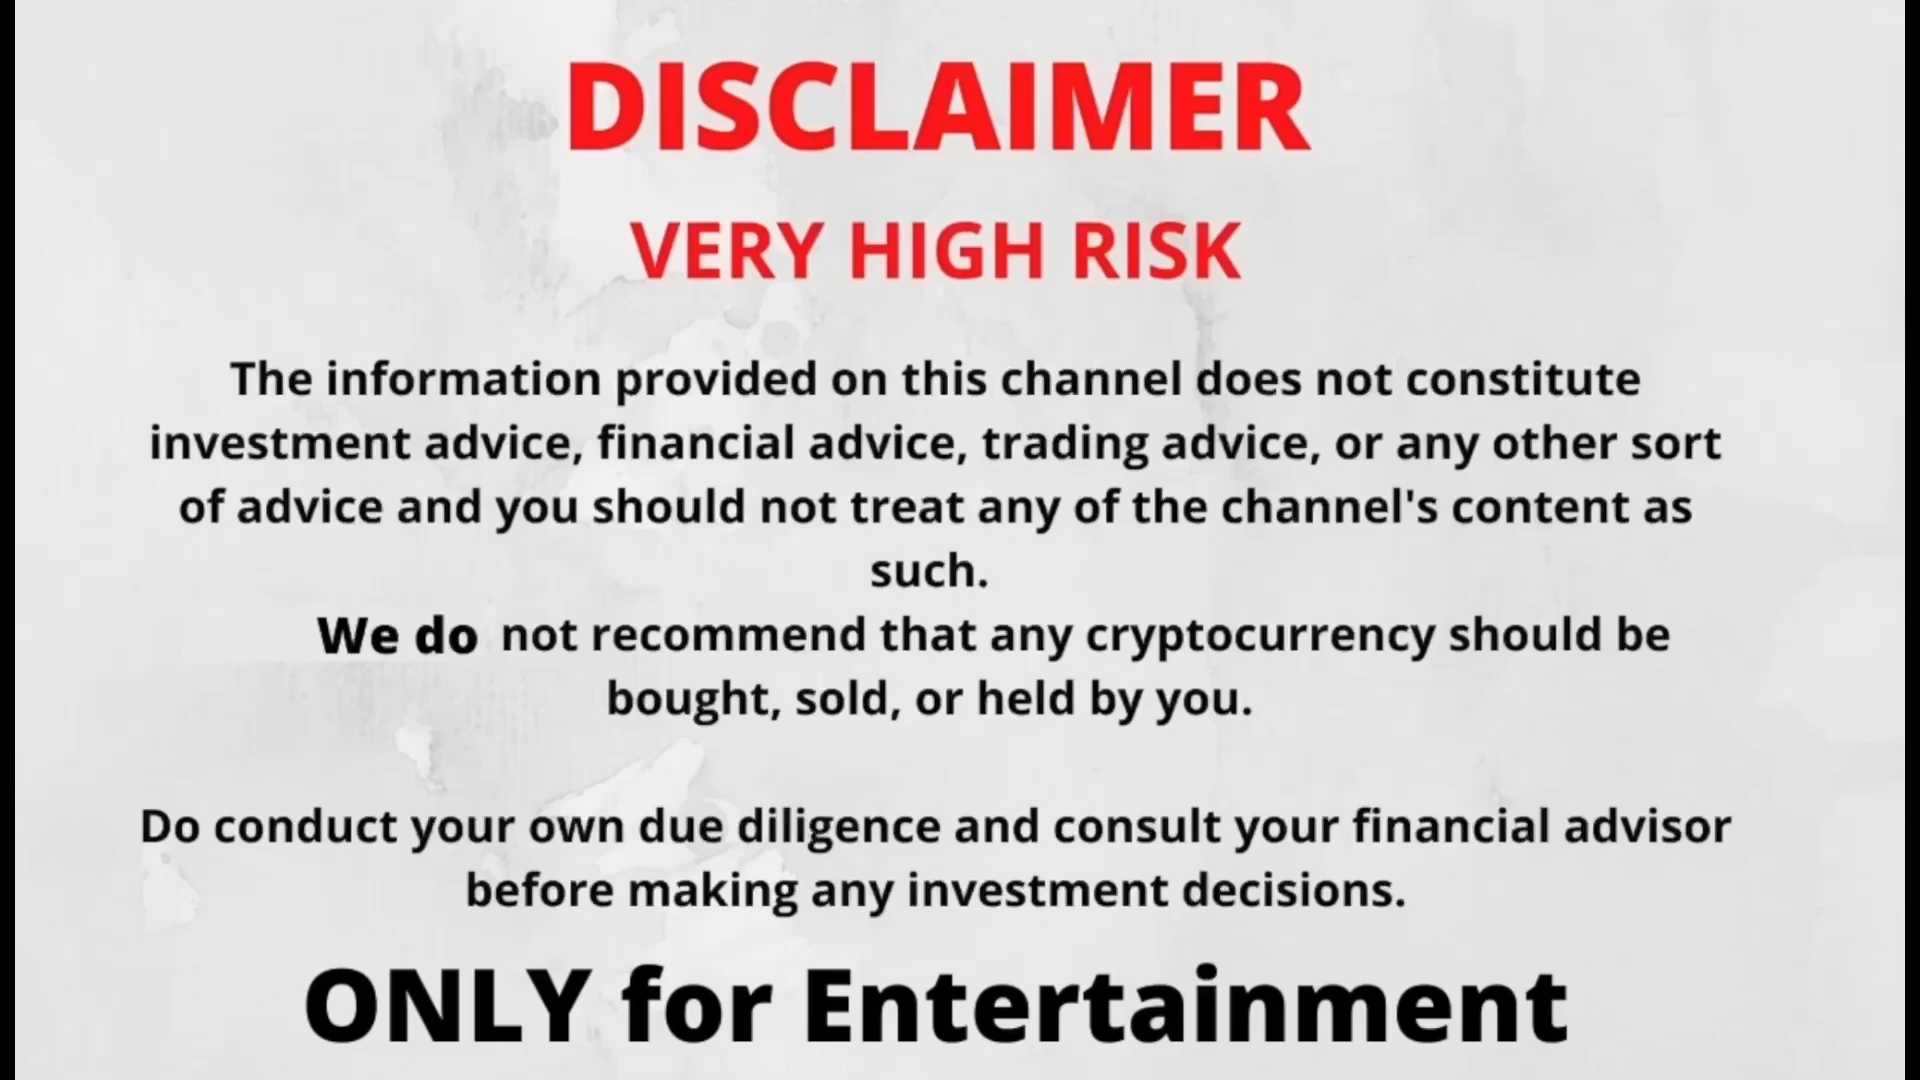 DISCLAIMER
VERY HIGH RISK
The information provided on this channel does not constitute
investment advice, financial advice, trading advice, or any other sort
of advice and you should not treat any of the channel's content as
such.
We do not recommend that any cryptocurrency should be
bought, sold, or held by you.
Do conduct your own due diligence and consult your financial advisor
before making any investment decisions.
ONLY for Entertainment